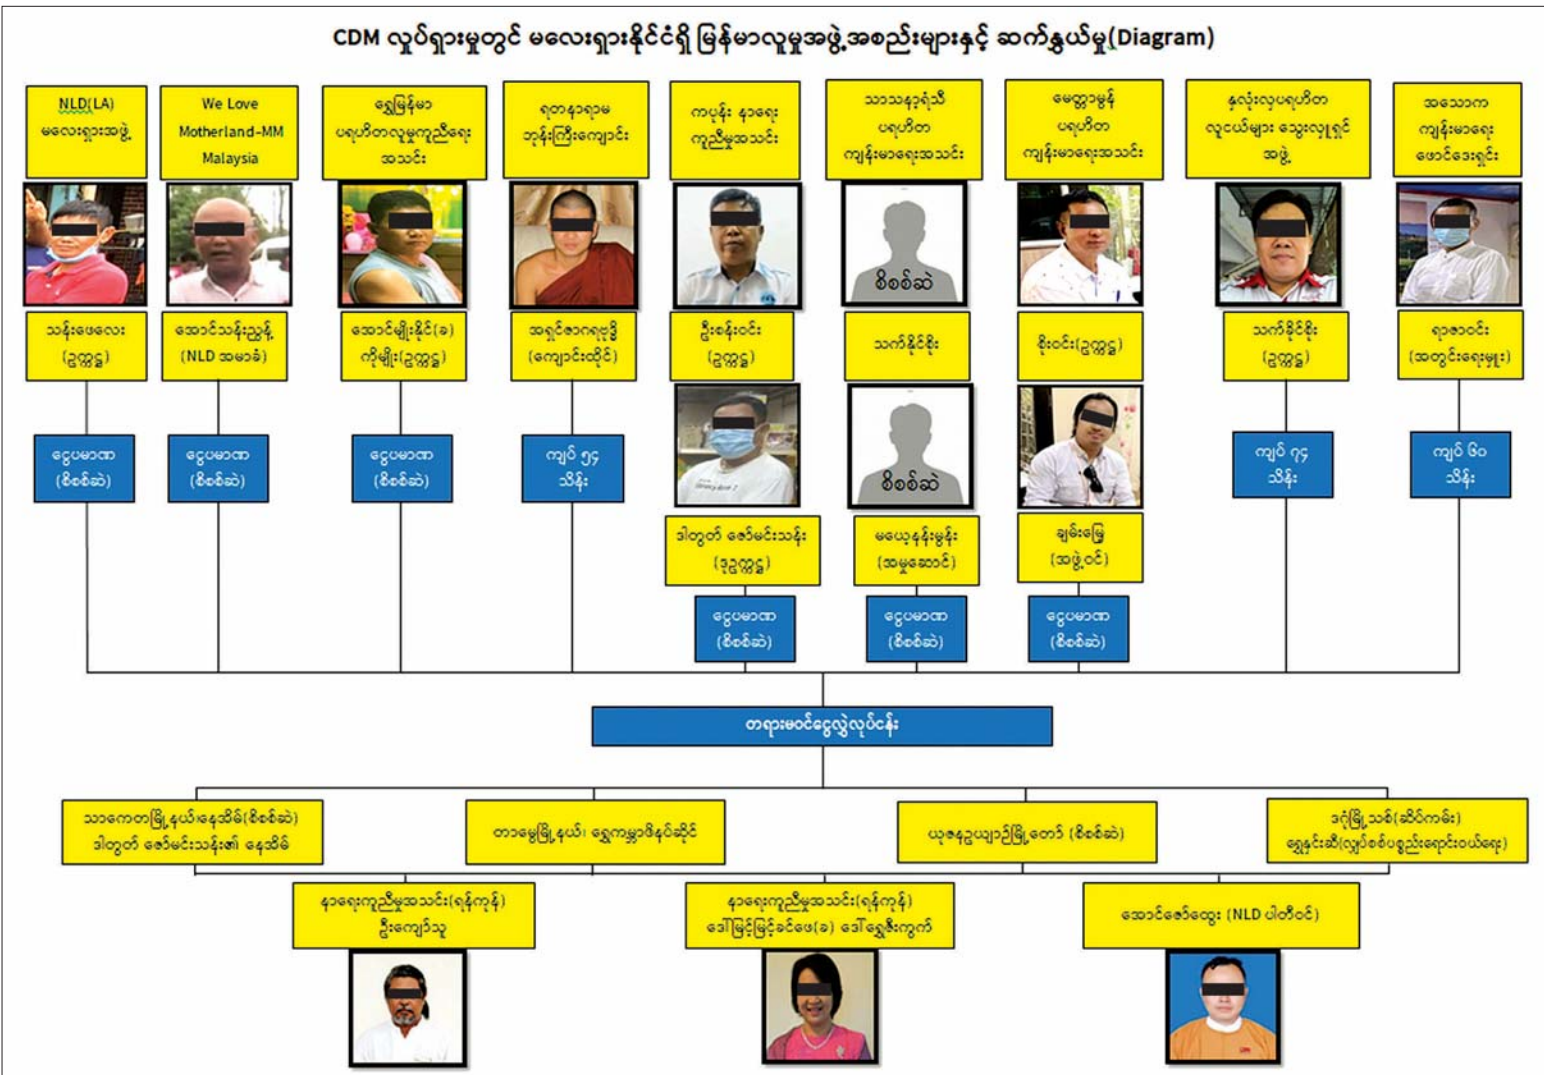 CDM လှုပ်ရှားမှုတွင် မလေးရှားနိုင်ငံရှိ မြန်မာလူမှုအဖွဲ့အစည်းများနှင့် ဆက်နွှယ်မှု(Diagram)
NLD(LA)
မလေးရှားအဖွဲ့
We Love
Motherland-MM
Malaysia
ရွှေမြန်မာ
ပရဟိတလူမှုကူညီရေး
အသင်း
ရတနာရာမ
ဘုန်းကြီးကျောင်း
ကပုန်း နာရေး
ကူညီမှုအသင်း
သာသနာ့ရံသီ
ပရဟိတ
ကျန်းမာရေးအသင်း
မေတ္တာမွန်
ပရဟိတ
ကျန်းမာရေးအသင်း
နှလုံးလှပရဟိတ
လူငယ်များ သွေးလှူရှင်
အဖွဲ့
အသောက
ကျန်းမာရေး
ဖောင်ဒေးရှင်း
စိစစ်ဆဲ
သန်းဖေလေး
(ဥက္ကဋ္ဌ)
အောင်သန်းညွန့်
(NLD အမာခံ)
အောင်မျိုးနိုင်(ခ)
ကိုမျိုး(ဥက္ကဋ္ဌ)
အရှင်ဇာဂရဗုဒ္ဓိ
(ကျောင်းထိုင်)
ဦးစန်းဝင်း
(ဥက္ကဋ္ဌ)
သက်နိုင်စိုး
စိုးဝင်း(ဥက္ကဋ္ဌ)
သက်ခိုင်စိုး
(ဥက္ကဋ္ဌ)
ရာဇာဝင်း
(အတွင်းရေးမှူး)
ငွေပမာဏ
(စိစစ်ဆဲ)
ငွေပမာဏ
(စိစစ်ဆဲ)
ငွေပမာဏ
(စိစစ်ဆဲ)
ကျပ် ၅၄
သိန်း
စိစစ်ဆဲ
ကျပ် ၇၄
သိန်း
ကျပ် ၆၀
သိန်း
ဒါတွတ် ဇော်မင်းသန်း
(ဒုဥက္ကဋ္ဌ)
မယေ့နန်းမွန်း
(အမှုဆောင်)
ချမ်းမြေ့
(အဖွဲ့ဝင်)
ငွေပမာဏ
(စိစစ်ဆဲ)
ငွေပမာဏ
(စိစစ်ဆဲ)
ငွေပမာဏ
(စိစစ်ဆဲ)
တရားမဝင်ငွေလွှဲလုပ်ငန်း
သာကေတမြို့နယ်၊နေအိမ်(စိစစ်ဆဲ)
ဒါတွတ် ဇော်မင်းသန်း၏ နေအိမ်
တာမွေမြို့နယ်၊ ရွှေကမ္ဘာဖိနပ်ဆိုင်
ယုဇနဥယျာဉ်မြို့တော် (စိစစ်ဆဲ)
ဒဂုံမြို့သစ်(ဆိပ်ကမ်း)
ရွှေနှင်းဆီ(လျှပ်စစ်ပစ္စည်းရောင်းဝယ်ရေး)
နာရေးကူညီမှုအသင်း(ရန်ကုန်)
ဦးကျော်သူ
နာရေးကူညီမှုအသင်း(ရန်ကုန်)
ဒေါ်မြင့်မြင့်ခင်ဖေ(ခ) ဒေါ်ရွှေဇီးကွက်
အောင်ဇော်ထွေး (NLD ပါတီဝင်)